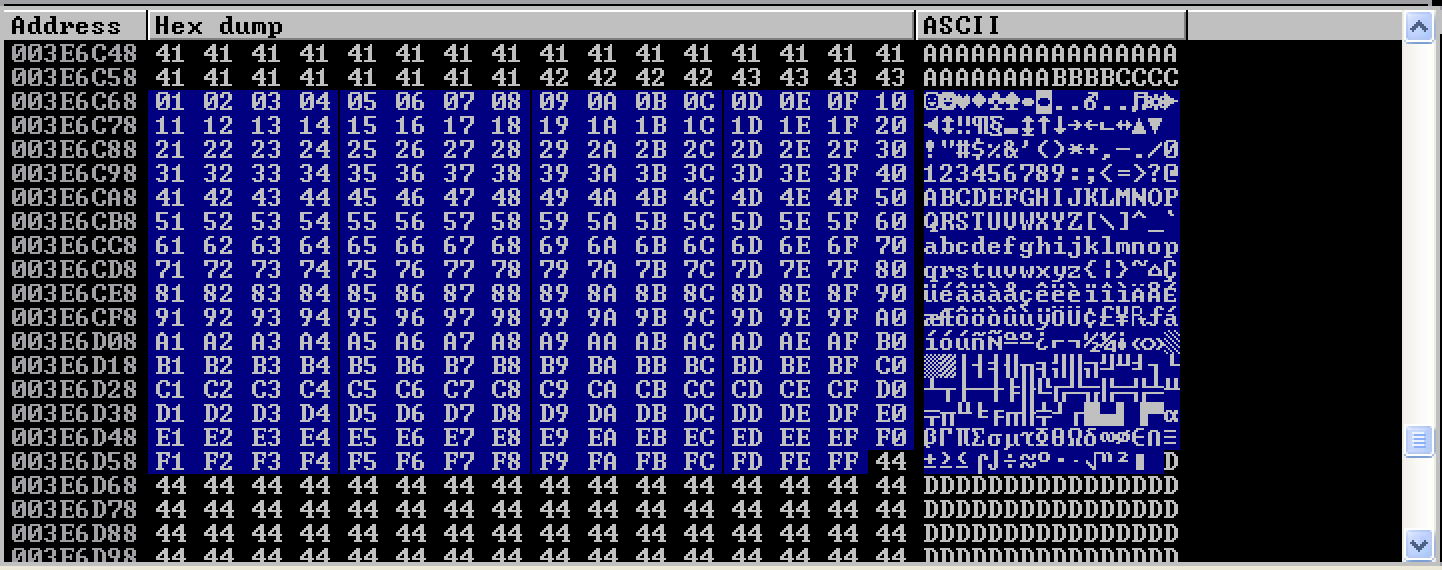 Address Hex dump ASCII
003E6C48 41 41 41 41 41 41 41 41 41 41 41 41 41 41 41 41 AAAAAAAAAAAAAAAA
003E6C58 41 41 41 41 41 41 41 41 42 42 42 42 43 43 43 43 AAAAAAAABBBBCCCC
003E6C68 01 02 03 04 05 06 07 08 09 0A 0B 0C 0D 0E 0F 10 ☺☻♥♦♣♠•◘..♂..♫☼►
003E6C78 11 12 13 14 15 16 17 18 19 1A 1B 1C 1D 1E 1F 20 ◄↕‼¶§▬↨↑↓→←∟↔▲▼
003E6C88 21 22 23 24 25 26 27 28 29 2A 2B 2C 2D 2E 2F 30 !"#$%&'()*+,-./0
003E6C98 31 32 33 34 35 36 37 38 39 3A 3B 3C 3D 3E 3F 40 123456789:;<=>?@
003E6CA8 41 42 43 44 45 46 47 48 49 4A 4B 4C 4D 4E 4F 50 ABCDEFGHIJKLMNOP
003E6CB8 51 52 53 54 55 56 57 58 59 5A 5B 5C 5D 5E 5F 60 QRSTUVWXYZ[\]^_`
003E6CC8 61 62 63 64 65 66 67 68 69 6A 6B 6C 6D 6E 6F 70 abcdefghijklmnop
003E6CD8 71 72 73 74 75 76 77 78 79 7A 7B 7C 7D 7E 7F 80 qrstuvwxyz{|}~⌂Ç
003E6CE8 81 82 83 84 85 86 87 88 89 8A 8B 8C 8D 8E 8F 90 üéâäàåçêëèïîìÄÅÉ
003E6CF8 91 92 93 94 95 96 97 98 99 9A 9B 9C 9D 9E 9F A0 æÆôöòûùÿÖÜ¢£¥₧ƒá
003E6D08 A1 A2 A3 A4 A5 A6 A7 A8 A9 AA AB AC AD AE AF B0 íóúñÑªº¿⌐¬½¼¡«»░
003E6D18 B1 B2 B3 B4 B5 B6 B7 B8 B9 BA BB BC BD BE BF C0 ▒▓│┤╡╢╖╕╣║╗╝╜╛┐└
003E6D28 C1 C2 C3 C4 C5 C6 C7 C8 C9 CA CB CC CD CE CF D0 ┴┬├─┼╞╟╚╔╩╦╠═╬╧╨
003E6D38 D1 D2 D3 D4 D5 D6 D7 D8 D9 DA DB DC DD DE DF E0 ╤╥╙╘╒╓╫╪┘┌█▄▌▐▀α
003E6D48 E1 E2 E3 E4 E5 E6 E7 E8 E9 EA EB EC ED EE EF F0 βΓπΣσµτΦΘΩδ∞φ∈∩≡
003E6D58 F1 F2 F3 F4 F5 F6 F7 F8 F9 FA FB FC FD FE FF 44 ±≥≤⌠⌡÷≈°∙·√ⁿ²■ D
003E6D68 44 44 44 44 44 44 44 44 44 44 44 44 44 44 44 44 DDDDDDDDDDDDDDDD
003E6D78 44 44 44 44 44 44 44 44 44 44 44 44 44 44 44 44 DDDDDDDDDDDDDDDD
003E6D88 44 44 44 44 44 44 44 44 44 44 44 44 44 44 44 44 DDDDDDDDDDDDDDDD
003E6D98 44 44 44 44 44 44 44 44 44 44 44 44 44 44 44 44 DDDDDDDDDDDDDDDD